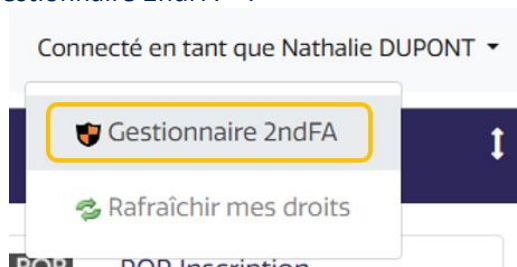 Connecté en tant que Nathalie DUPONT
Gestionnaire 2ndFA
Rafraîchir mes droits